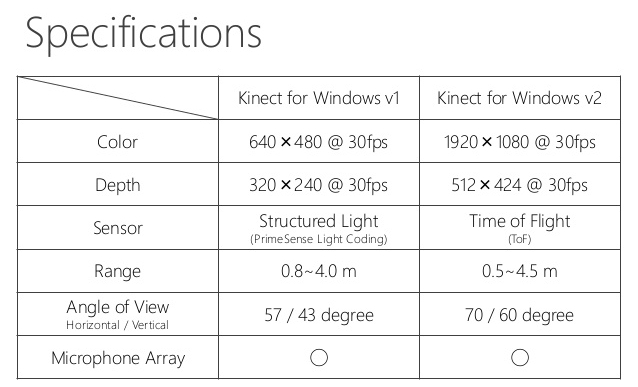 Specifications
Kinect for Windows v1 Kinect for Windows v2
Color 640×480 @ 30fps 1920×1080 @ 30fps
Depth 320×240 @ 30fps 512×424 @ 30fps
Sensor Structured Light Time of Flight
(PrimeSense Light Coding) (ToF)
Range 0.8~4.0 m 0.5~4.5 m
Angle of View 57 / 43 degree 70 / 60 degree
Horizontal / Vertical
Microphone Array ○ ○